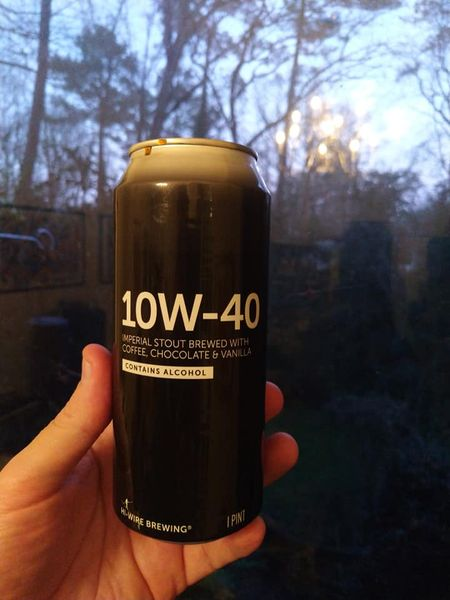 10W-40
IMPERIAL STOUT BREWED WITH
COFFEE, CHOCOLATE & VANILLA
CONTAINS ALCOHOL
HI-WIRE BREWING®
1 PINT